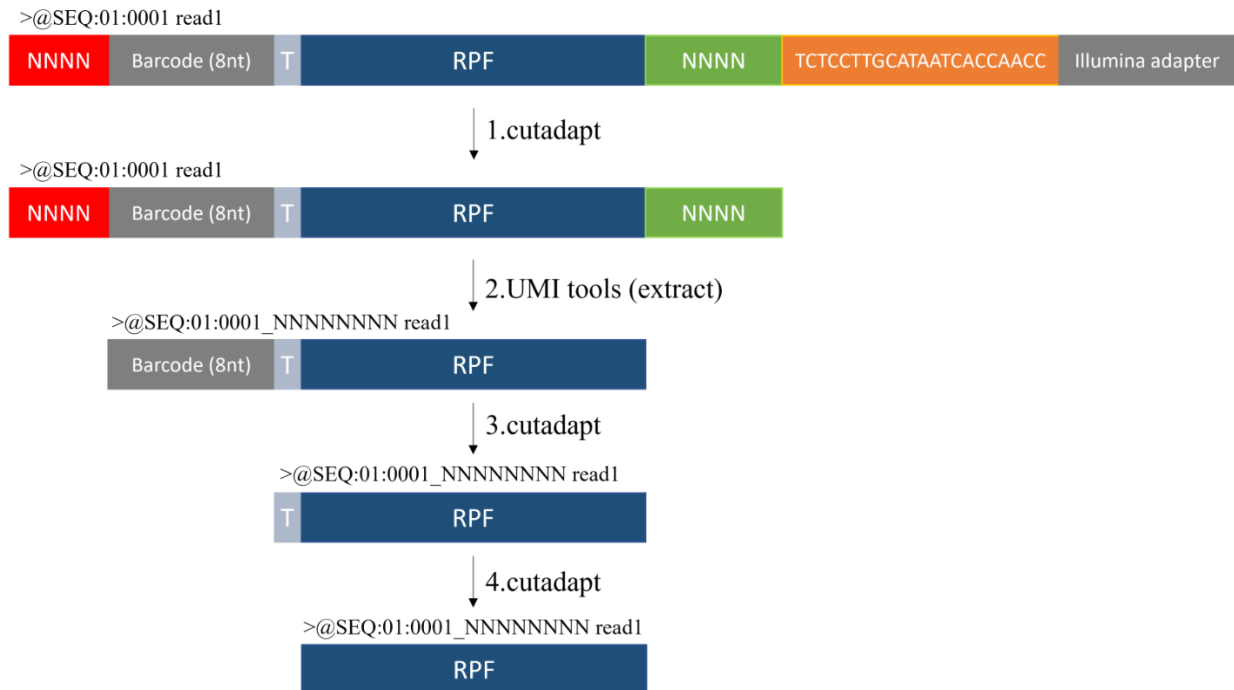 >@SEQ:01:0001 read1
NNNN Barcode (8nt) T RPF NNNN TCTCCTTGCATAATCACCAACC Illumina adapter
1.cutadapt
>@SEQ:01:0001 read1
NNNN Barcode (8nt) T RPF NNNN
2.UMI tools (extract)
>@SEQ:01:0001_NNNNNNNN read1
Barcode (8nt) T RPF
3.cutadapt
>@SEQ:01:0001_NNNNNNNN read1
T RPF
4.cutadapt
>@SEQ:01:0001_NNNNNNNN read1
RPF